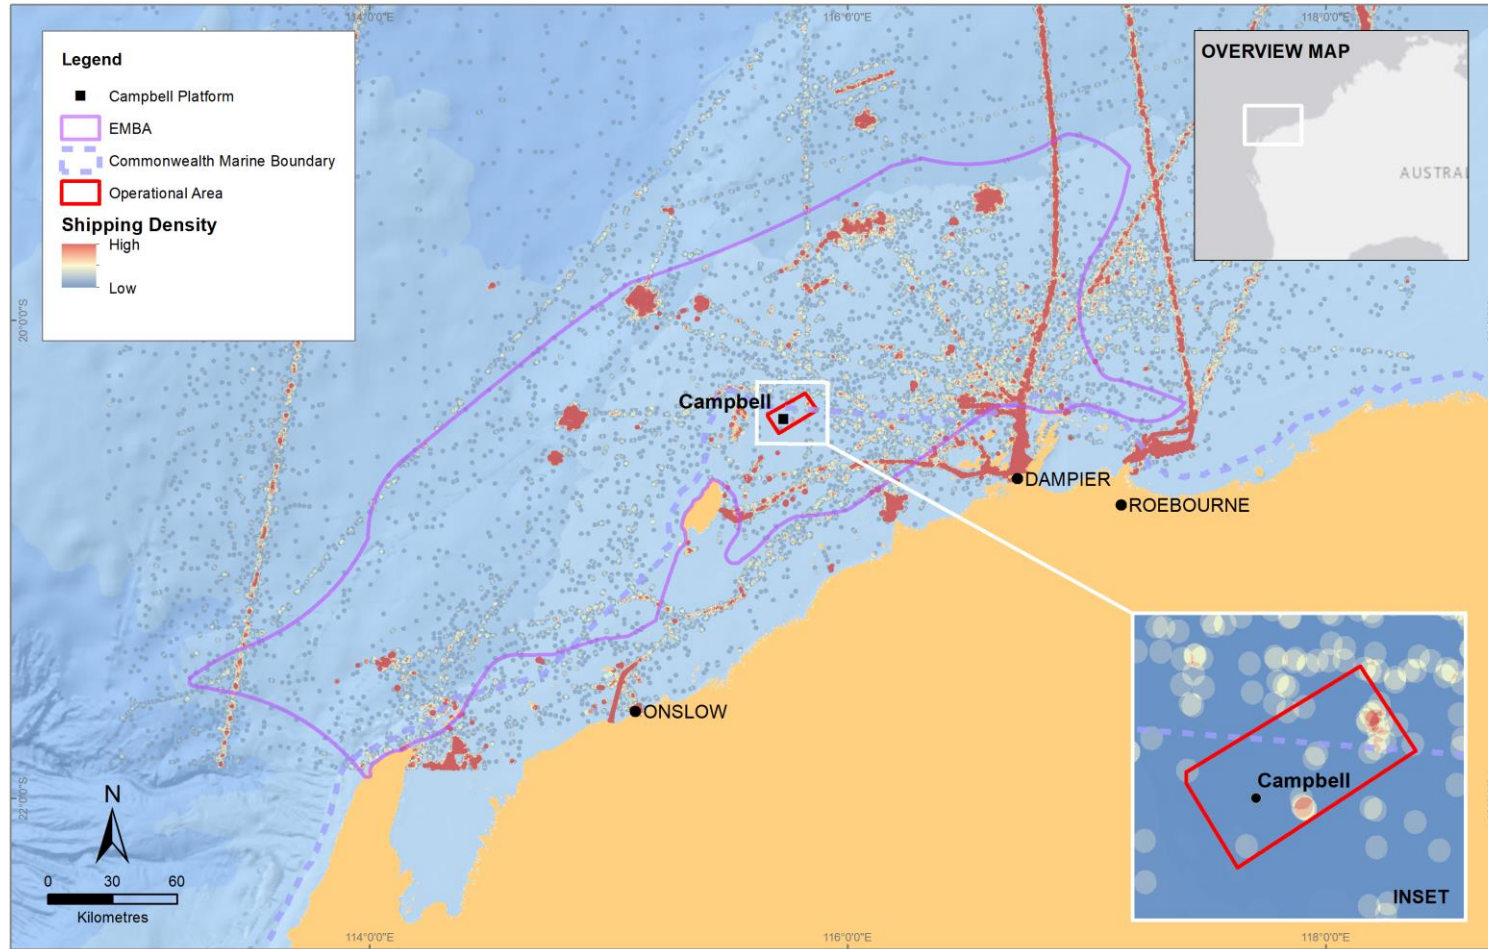 114°0'0"E
116°0'0"E
118°0'0"E
Legend
Campbell Platform
EMBA
Commonwealth Marine Boundary
Operational Area
Shipping Density
High
Low
OVERVIEW MAP
AUSTRAL
20°0'0"S
Campbell
DAMPIER
ROEBOURNE
ONSLOW
22°0'0"S
N
0 30 60
Kilometres
Campbell
INSET
114°0'0"E
116°0'0"E
118°0'0"E